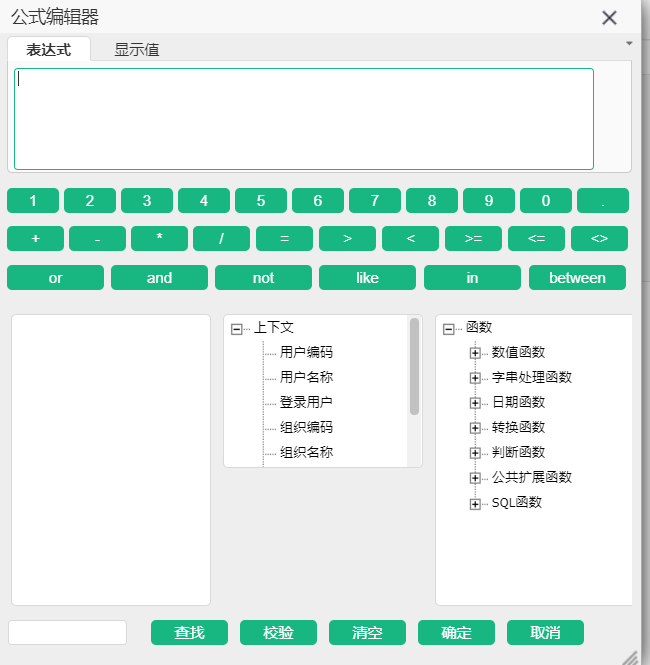 公式编辑器
表达式 显示值
1 2 3 4 5 6 7 8 9 0 .
+ - * / = > < >= <= <>
or and not like in between
上下文
用户编码
用户名称
登录用户
组织编码
组织名称
函数
数值函数
字串处理函数
日期函数
转换函数
判断函数
公共扩展函数
SQL函数
查找 校验 清空 确定 取消